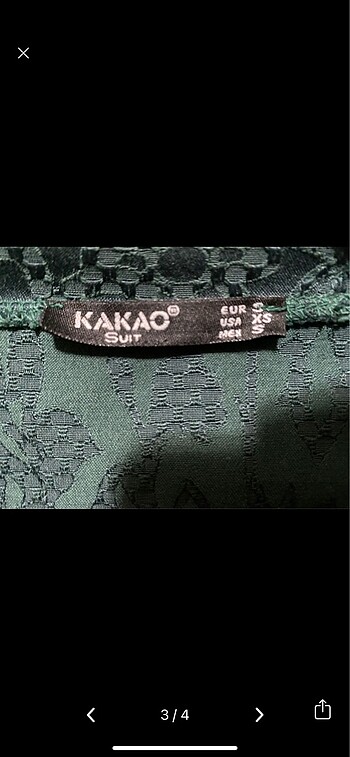 KAKAO®
SUIT
EUR S
USA XS
MEX S
3/4